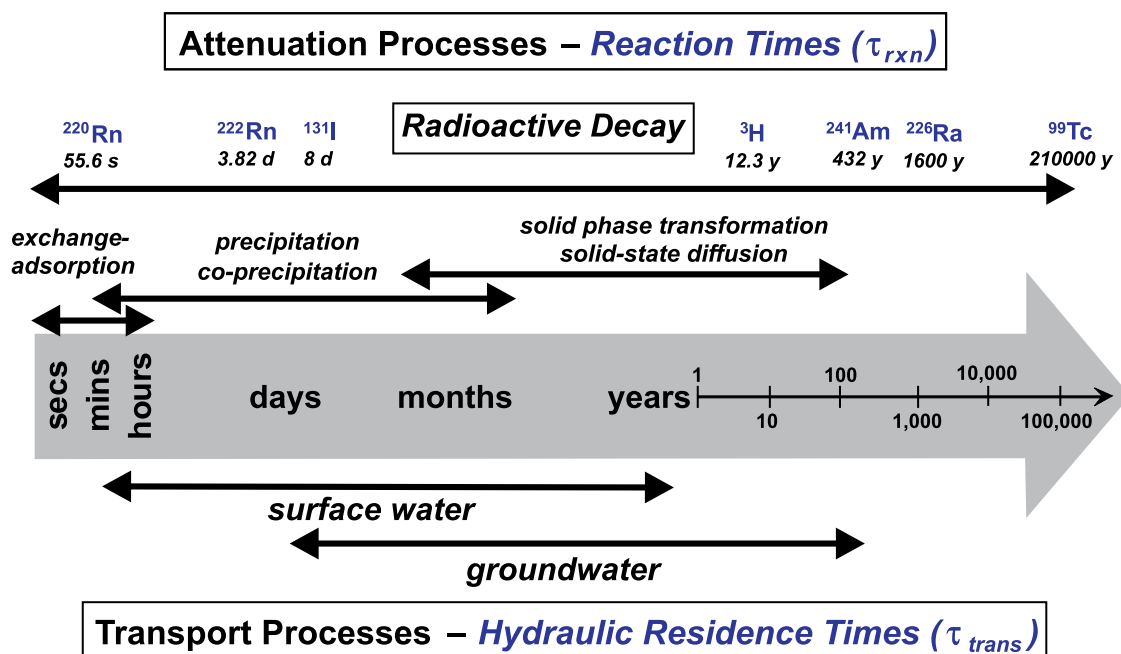 Attenuation Processes – Reaction Times (τrxn)
Radioactive Decay
²²⁰Rn
55.6 s
²²²Rn
3.82 d
¹³¹I
8 d
³H
12.3 y
²⁴¹Am
432 y
²²⁶Ra
1600 y
⁹⁹Tc
210000 y
exchange-
adsorption
precipitation
co-precipitation
solid phase transformation
solid-state diffusion
secs
mins
hours
days
months
years
1
10
100
1,000
10,000
100,000
surface water
groundwater
Transport Processes – Hydraulic Residence Times (τtrans)